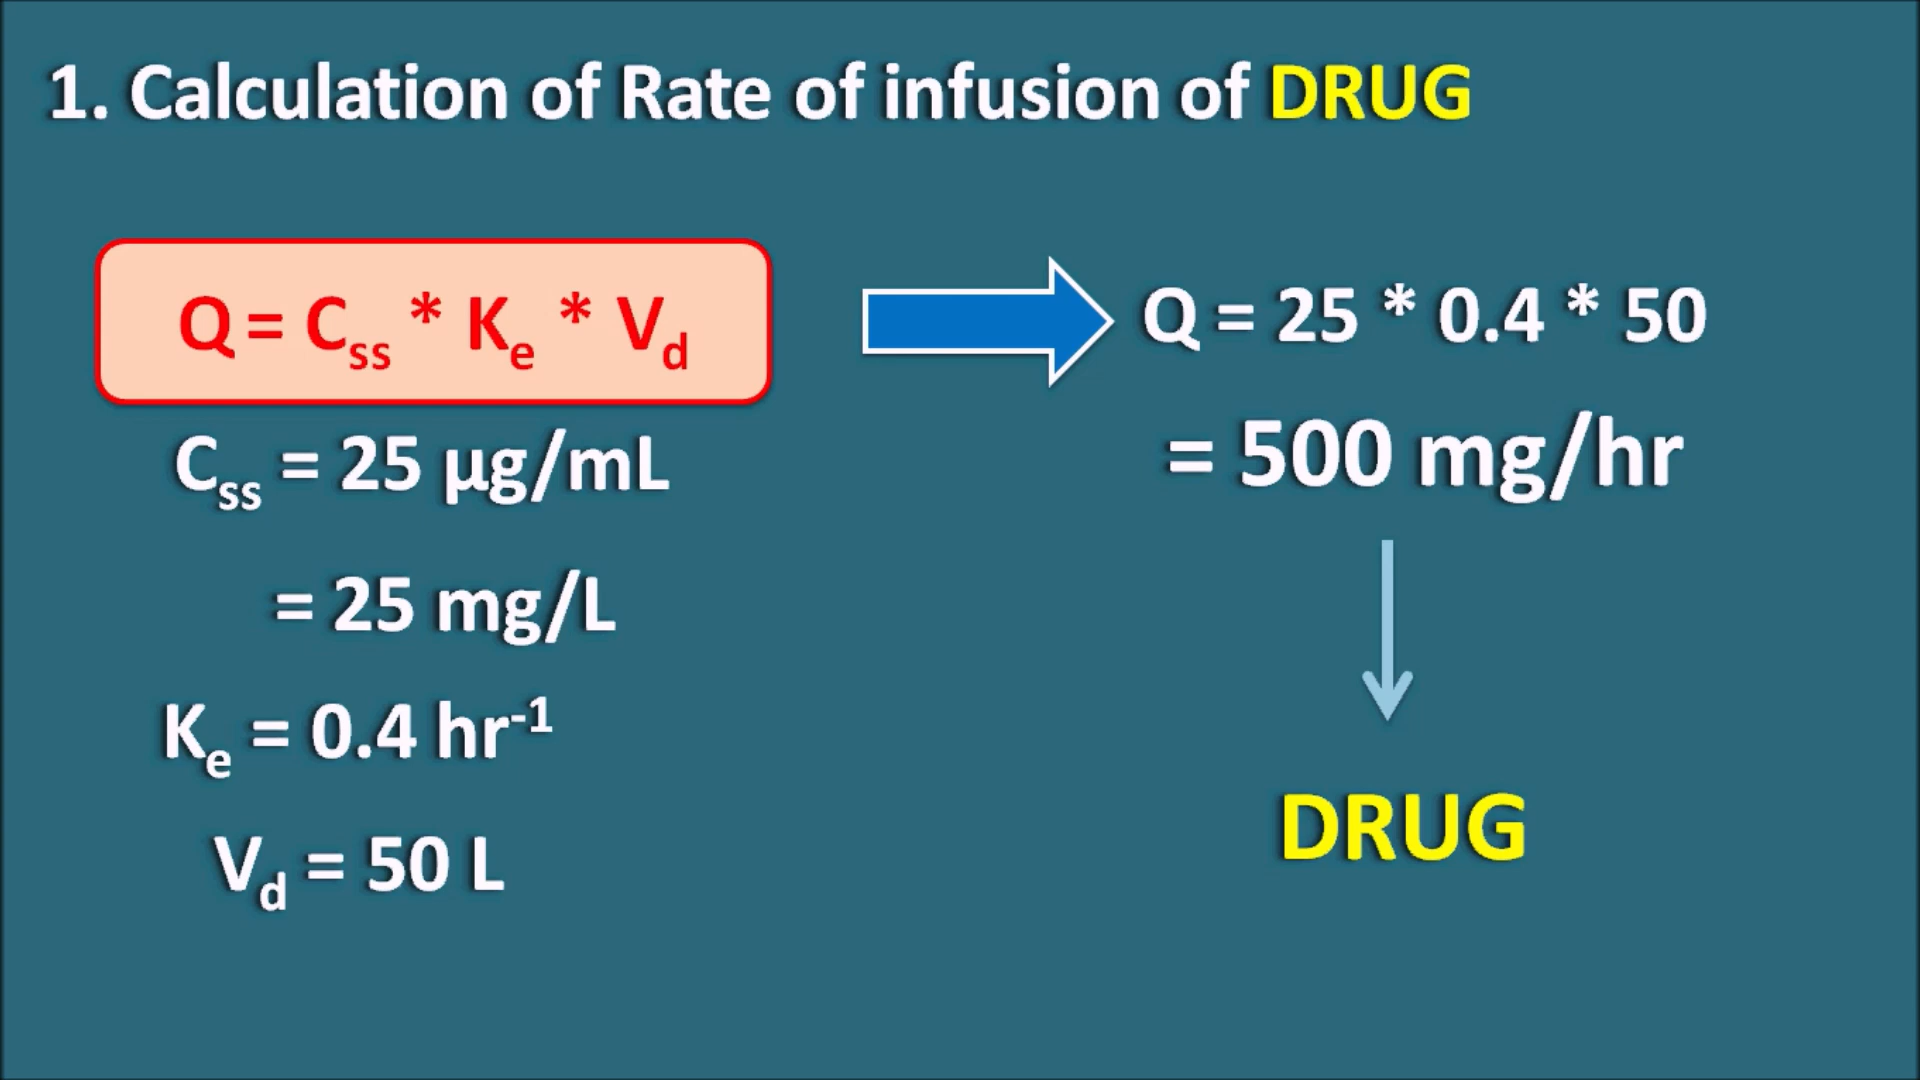 1. Calculation of Rate of infusion of DRUG
Q = Css * Ke * Vd
Css = 25 µg/mL
= 25 mg/L
Ke = 0.4 hr-1
Vd = 50 L
Q = 25 * 0.4 * 50
= 500 mg/hr
DRUG